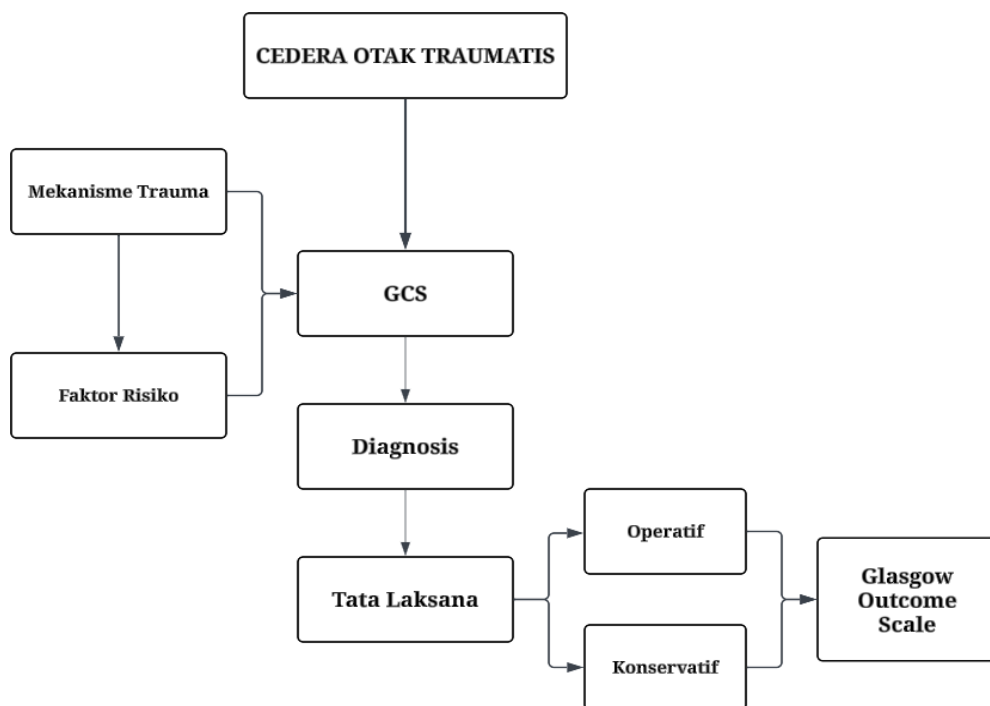 CEDERA OTAK TRAUMATIS
Mekanisme Trauma
GCS
Faktor Risiko
Diagnosis
Operatif
Tata Laksana
Glasgow
Outcome
Scale
Konservatif